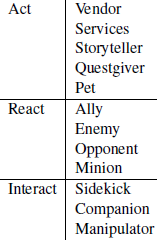 Act Vendor
Services
Storyteller
Questgiver
Pet
React Ally
Enemy
Opponent
Minion
Interact Sidekick
Companion
Manipulator